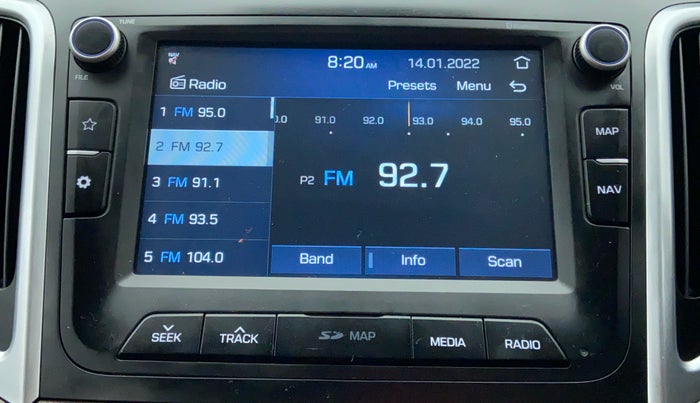 TUNE
NAV
8:20 AM 14.01.2022
FILE
Radio Presets Menu
VOL
1 FM 95.0
.0 91.0 92.0 93.0 94.0 95.0
MAP
2 FM 92.7
P2 FM 92.7
3 FM 91.1
NAV
4 FM 93.5
5 FM 104.0
Band Info Scan
SEEK TRACK SD MAP MEDIA RADIO